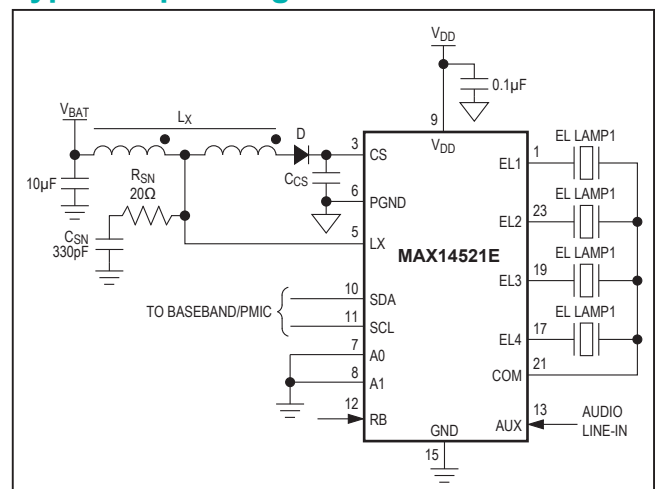 V_DD
0.1µF
V_BAT
L_X
D
9
V_DD
EL LAMP1
3
CS
EL1
1
10µF
R_SN
20Ω
C_CS
6
PGND
EL LAMP1
EL2
23
C_SN
330pF
5
LX
MAX14521E
EL LAMP1
EL3
19
TO BASEBAND/PMIC
10
SDA
11
SCL
EL LAMP1
EL4
17
7
A0
8
A1
COM
21
12
RB
AUX
13
AUDIO
LINE-IN
GND
15